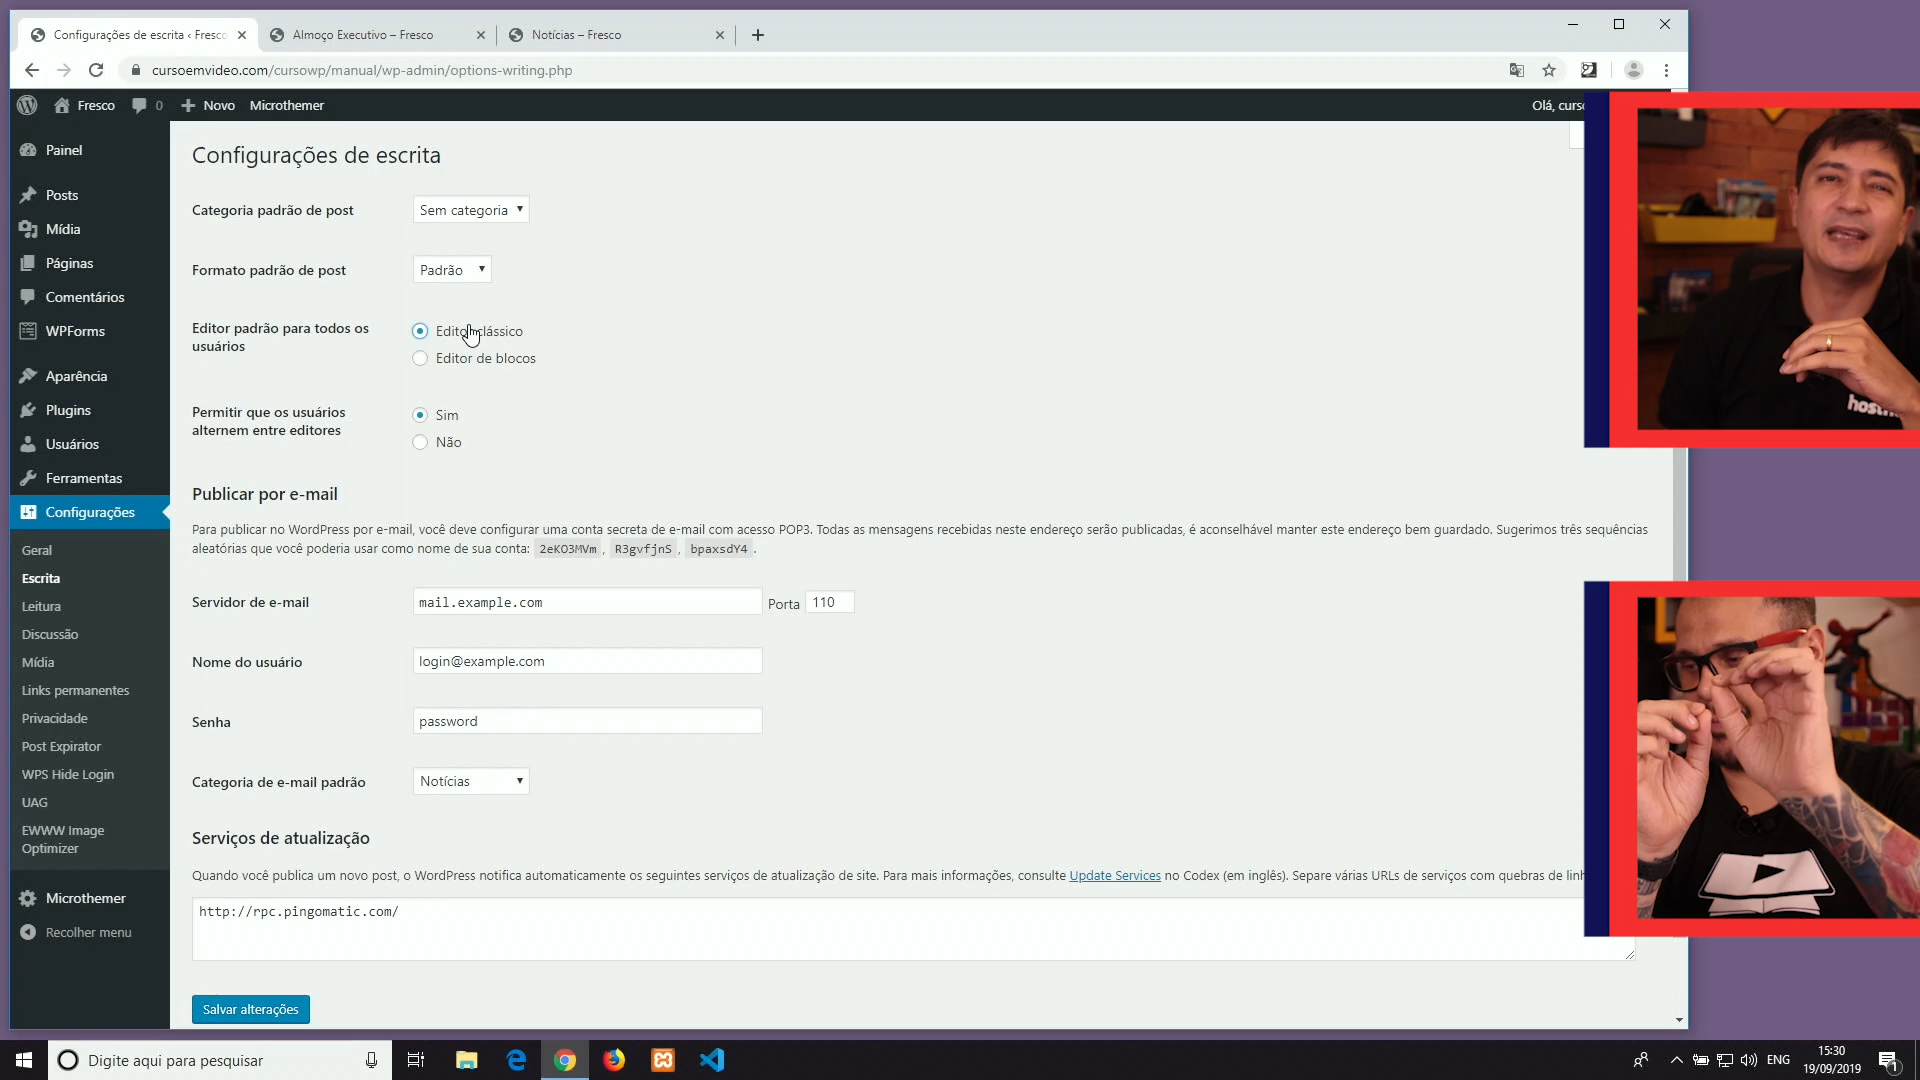 Configurações de escrita ‹ Fresco
Almoço Executivo – Fresco
Notícias – Fresco
cursoemvideo.com/cursowp/manual/wp-admin/options-writing.php
Fresco
0
Novo
Microthemer
Olá, curso
Painel
Posts
Mídia
Páginas
Comentários
WPForms
Aparência
Plugins
Usuários
Ferramentas
Configurações
Geral
Escrita
Leitura
Discussão
Mídia
Links permanentes
Privacidade
Post Expirator
WPS Hide Login
UAG
EWWW Image
Optimizer
Microthemer
Recolher menu
Configurações de escrita
Categoria padrão de post
Sem categoria
Formato padrão de post
Padrão
Editor padrão para todos os
usuários
Editor clássico
Editor de blocos
Permitir que os usuários
alternem entre editores
Sim
Não
Publicar por e-mail
Para publicar no WordPress por e-mail, você deve configurar uma conta secreta de e-mail com acesso POP3. Todas as mensagens recebidas neste endereço serão publicadas, é aconselhável manter este endereço bem guardado. Sugerimos três sequências
aleatórias que você poderia usar como nome de sua conta: 2eKO3MVm , R3gvfjnS , bpaxsdY4 .
Servidor de e-mail
mail.example.com
Porta
110
Nome do usuário
login@example.com
Senha
password
Categoria de e-mail padrão
Notícias
Serviços de atualização
Quando você publica um novo post, o WordPress notifica automaticamente os seguintes serviços de atualização de site. Para mais informações, consulte Update Services no Codex (em inglês). Separe várias URLs de serviços com quebras de linh
http://rpc.pingomatic.com/
Salvar alterações
Digite aqui para pesquisar
ENG
15:30
19/09/2019
1